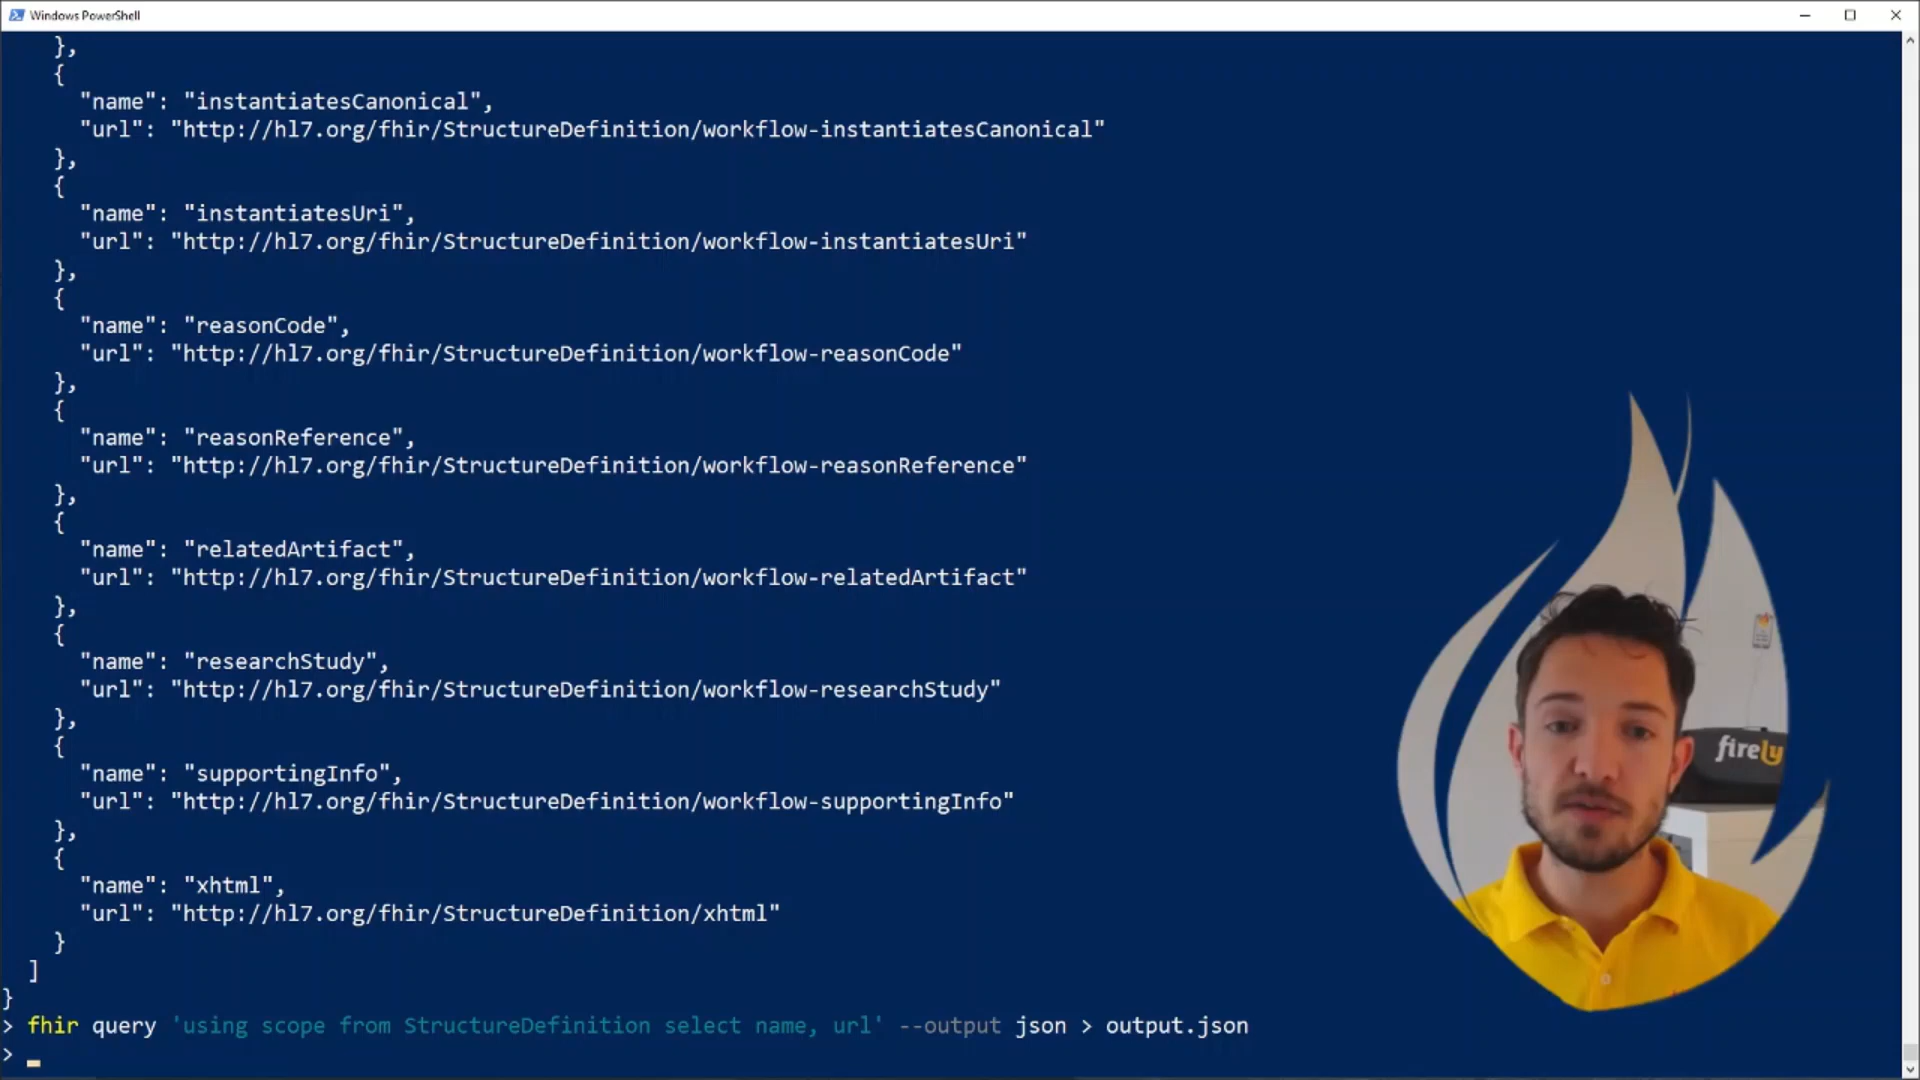 Windows PowerShell
},
{
"name": "instantiatesCanonical",
"url": "http://hl7.org/fhir/StructureDefinition/workflow-instantiatesCanonical"
},
{
"name": "instantiatesUri",
"url": "http://hl7.org/fhir/StructureDefinition/workflow-instantiatesUri"
},
{
"name": "reasonCode",
"url": "http://hl7.org/fhir/StructureDefinition/workflow-reasonCode"
},
{
"name": "reasonReference",
"url": "http://hl7.org/fhir/StructureDefinition/workflow-reasonReference"
},
{
"name": "relatedArtifact",
"url": "http://hl7.org/fhir/StructureDefinition/workflow-relatedArtifact"
},
{
"name": "researchStudy",
"url": "http://hl7.org/fhir/StructureDefinition/workflow-researchStudy"
},
{
"name": "supportingInfo",
"url": "http://hl7.org/fhir/StructureDefinition/workflow-supportingInfo"
},
{
"name": "xhtml",
"url": "http://hl7.org/fhir/StructureDefinition/xhtml"
}
]
}
> fhir query 'using scope from StructureDefinition select name, url' --output json > output.json
>
firely